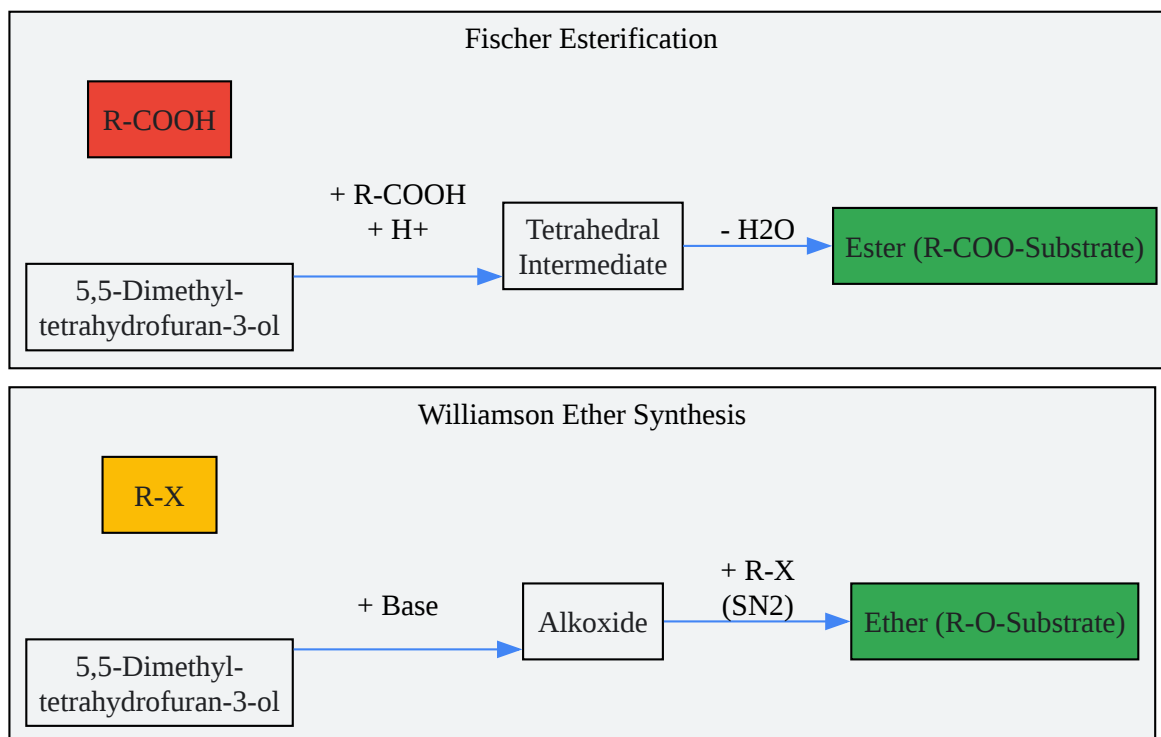 Fischer Esterification
R-COOH
+ R-COOH
+ H+
Tetrahedral
Intermediate
- H2O
Ester (R-COO-Substrate)
5,5-Dimethyl-
tetrahydrofuran-3-ol
Williamson Ether Synthesis
R-X
+ Base
Alkoxide
+ R-X
(SN2)
Ether (R-O-Substrate)
5,5-Dimethyl-
tetrahydrofuran-3-ol